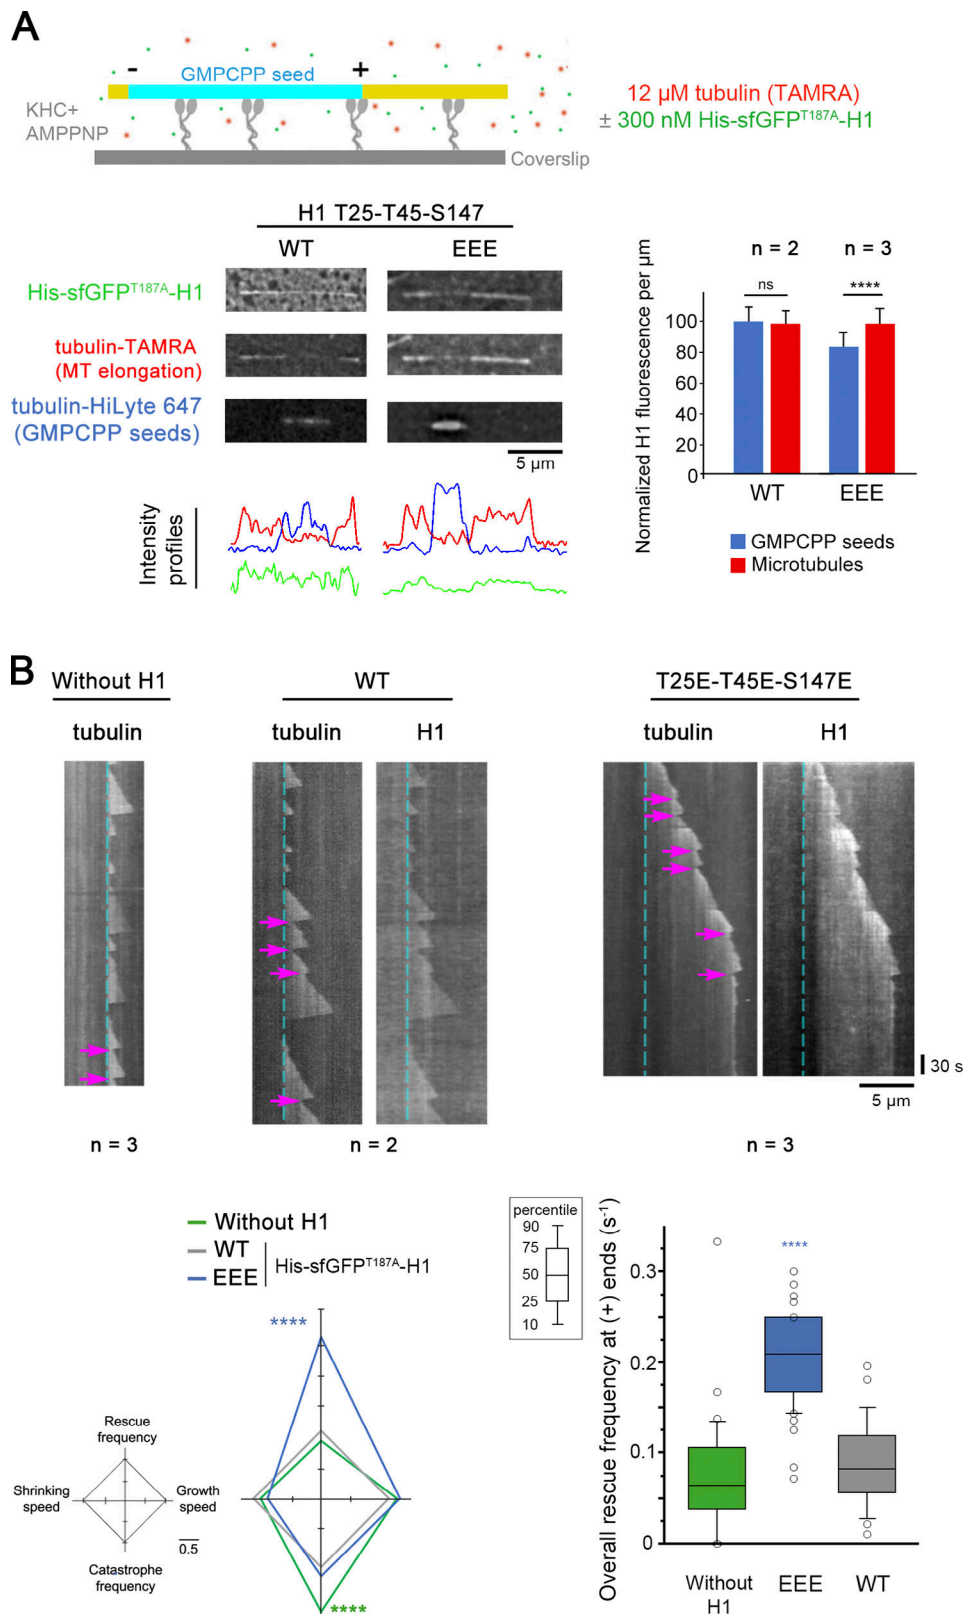 A
- GMPCPP seed +
KHC+
AMPPNP
Coverslip
12 µM tubulin (TAMRA)
± 300 nM His-sfGFPT187A-H1
H1 T25-T45-S147
WT EEE
His-sfGFPT187A-H1
tubulin-TAMRA
(MT elongation)
tubulin-HiLyte 647
(GMPCPP seeds)
5 µm
Intensity
profiles
n = 2 n = 3
ns ****
Normalized H1 fluorescence per µm
100
80
60
40
20
0
WT EEE
GMPCPP seeds
Microtubules
B
Without H1 WT T25E-T45E-S147E
tubulin tubulin H1 tubulin H1
30 s
5 µm
n = 3 n = 2 n = 3
Without H1
WT
EEE
His-sfGFPT187A-H1
****
Rescue
frequency
Shrinking
speed
Growth
speed
0.5
Catastrophe
frequency
****
percentile
90
75
50
25
10
Overall rescue frequency at (+) ends (s-1)
0.3
0.2
0.1
0
****
Without
H1
EEE
WT